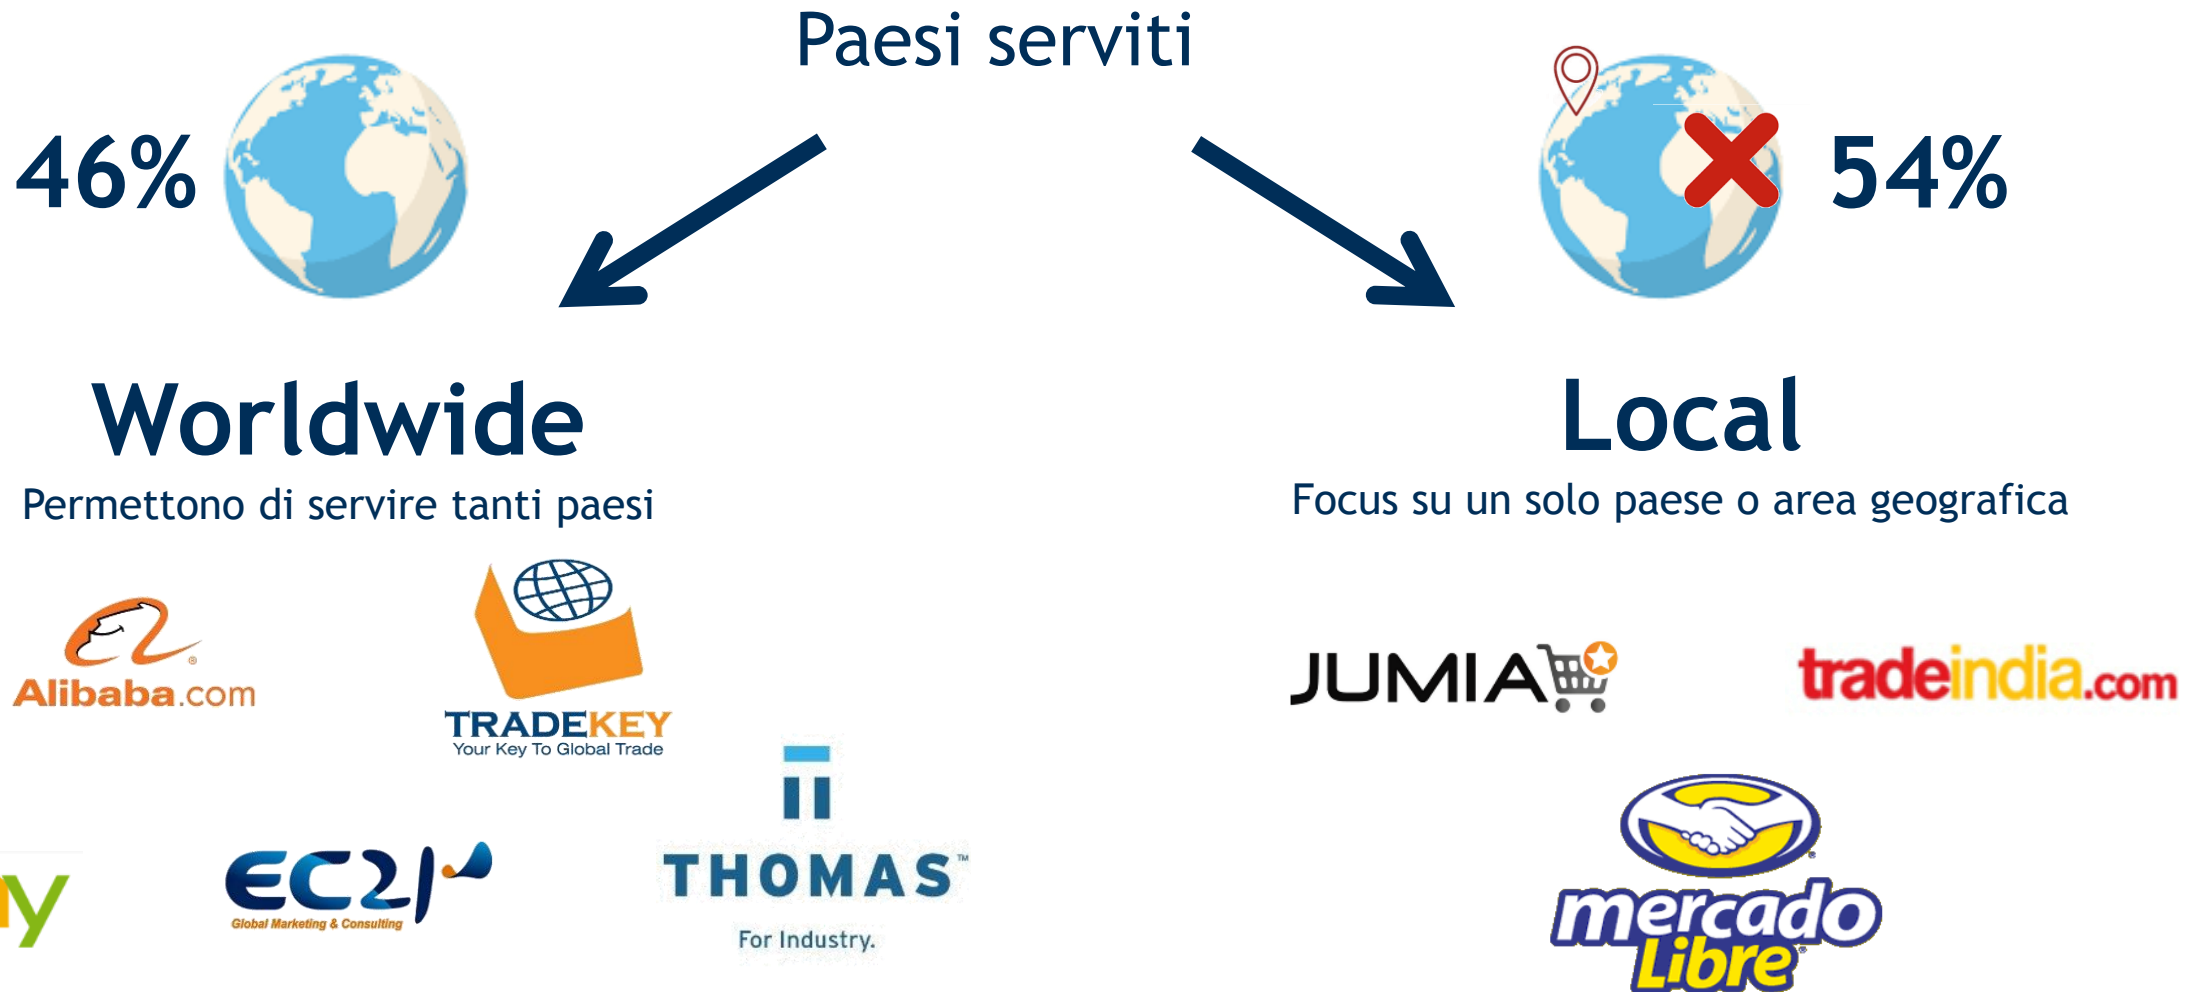 Paesi serviti
46%
54%
Worldwide
Permettono di servire tanti paesi
Local
Focus su un solo paese o area geografica
Alibaba.com
TRADEKEY
Your Key To Global Trade
y
EC21
Global Marketing & Consulting
THOMAS™
For Industry.
JUMIA
tradeindia.com
mercado
Libre